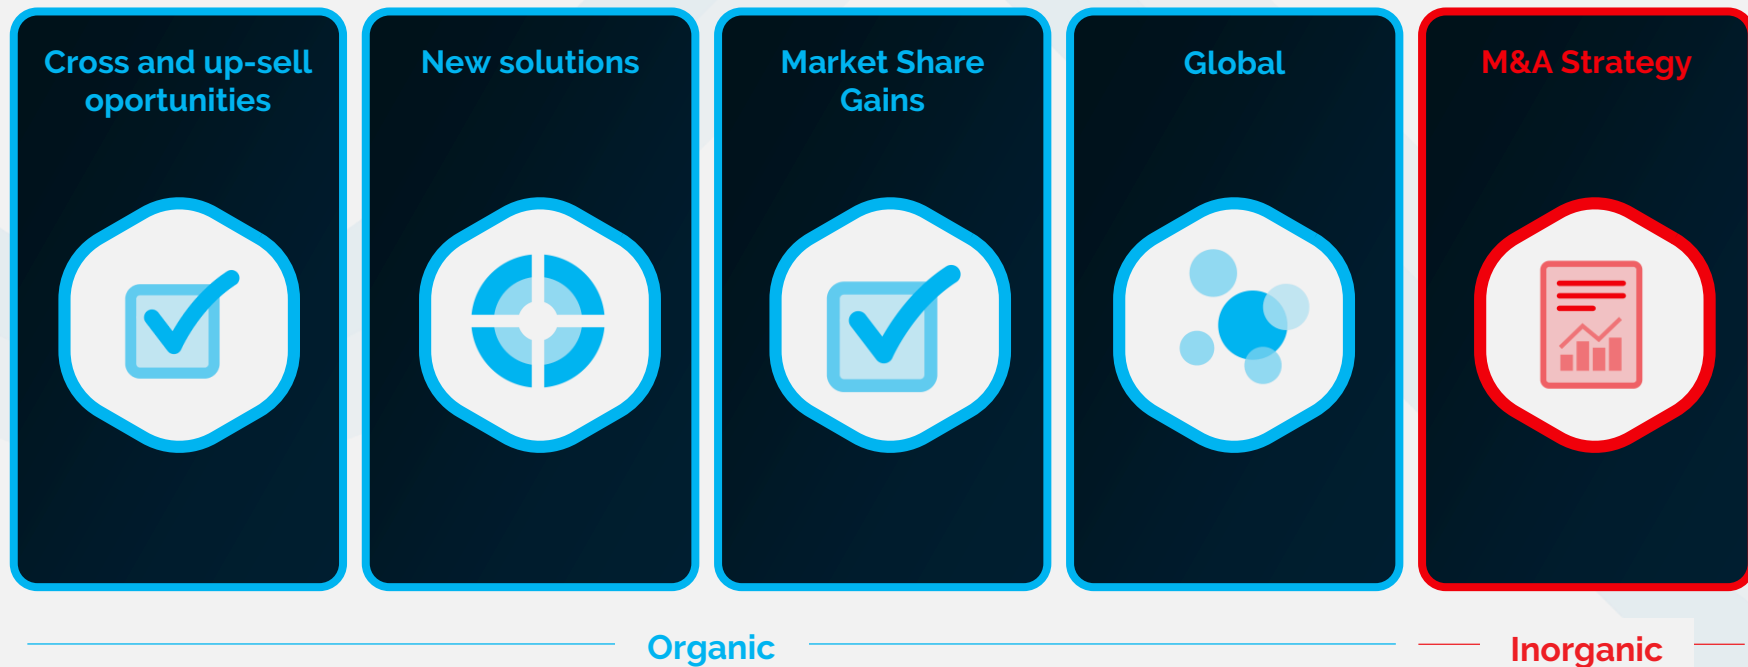 Cross and up-sell
oportunities
New solutions
Market Share
Gains
Global
M&A Strategy
Organic
Inorganic